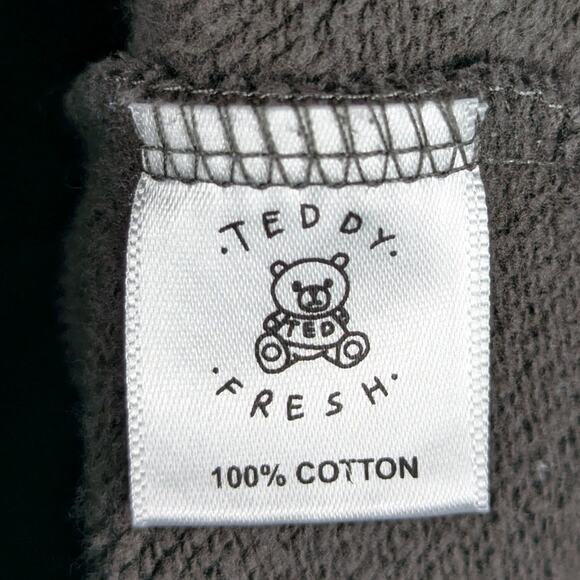 ·TEDDY·
TED
·FRESH·
100% COTTON